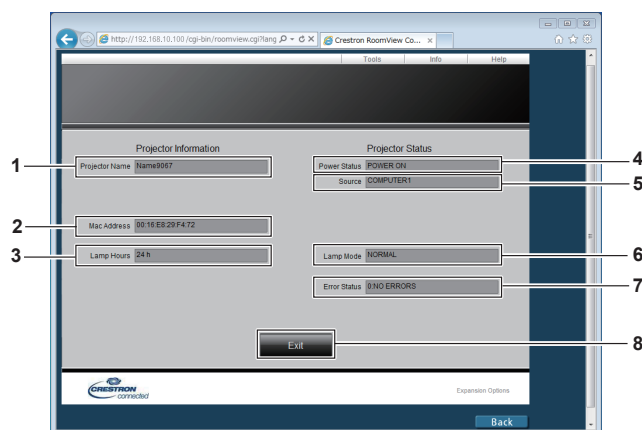 http://192.168.10.100/cgi-bin/roomview.cgi?lang
Crestron RoomView Co... ×
Tools Info Help
Projector Information Projector Status
1 Projector Name Name9067
Power Status POWER ON 4
Source COMPUTER1 5
2 Mac Address 00:16:E8:29:F4:72
3 Lamp Hours 24 h
Lamp Mode NORMAL 6
Error Status 0:NO ERRORS 7
Exit 8
CRESTRON connected
Expansion Options
Back